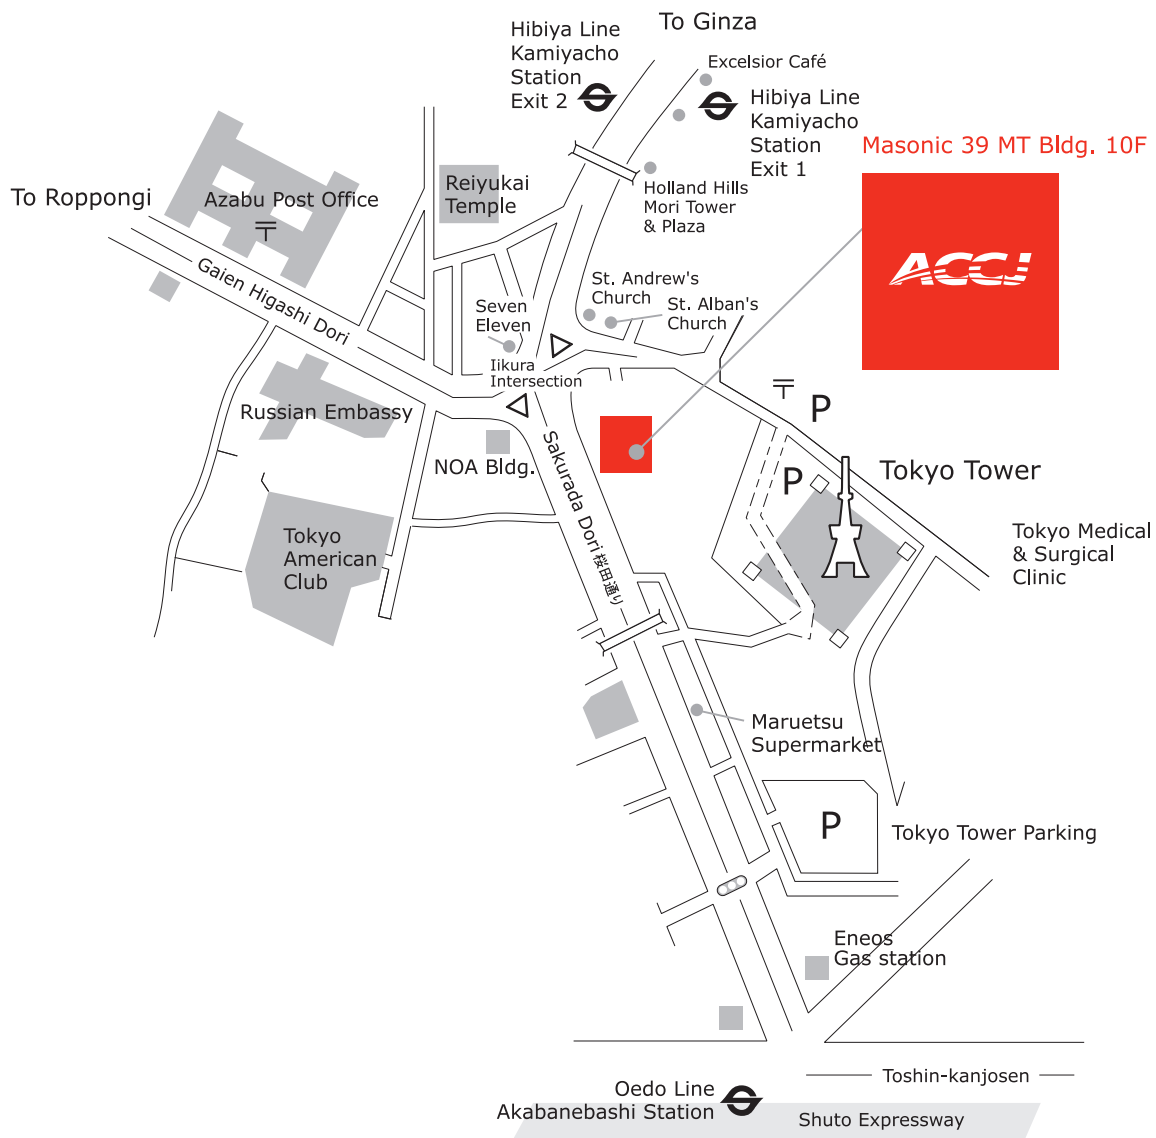 To Ginza
Hibiya Line
Kamiyacho
Station
Exit 2
Excelsior Café
Hibiya Line
Kamiyacho
Station
Exit 1
Masonic 39 MT Bldg. 10F
ACCJ
To Roppongi
Azabu Post Office
〒
Reiyukai
Temple
Holland Hills
Mori Tower
& Plaza
Gaien Higashi Dori
St. Andrew's
Church
St. Alban's
Church
Seven
Eleven
Iikura
Intersection
〒
P
Russian Embassy
NOA Bldg.
Sakurada Dori 桜田通り
P
Tokyo Tower
Tokyo
American
Club
Tokyo Medical
& Surgical
Clinic
Maruetsu
Supermarket
P
Tokyo Tower Parking
Eneos
Gas station
Toshin-kanjosen
Oedo Line
Akabanebashi Station
Shuto Expressway